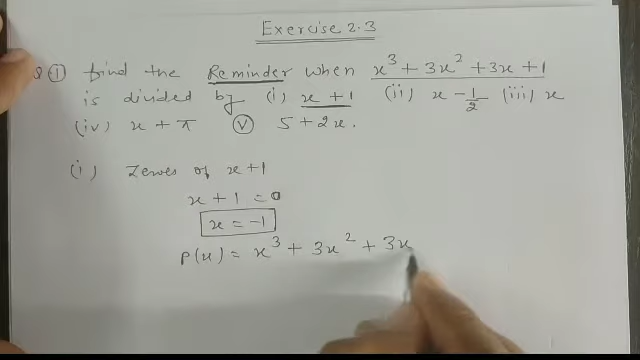 Exercise 2.3
Q ① find the Reminder when x³ + 3x² + 3x + 1
is divided by (i) x + 1 (ii) x - 1/2 (iii) x
(iv) x + π ⓥ 5 + 2x.
(i) Zeroes of x+1
x + 1 = 0
x = -1
P(x) = x³ + 3x² + 3x